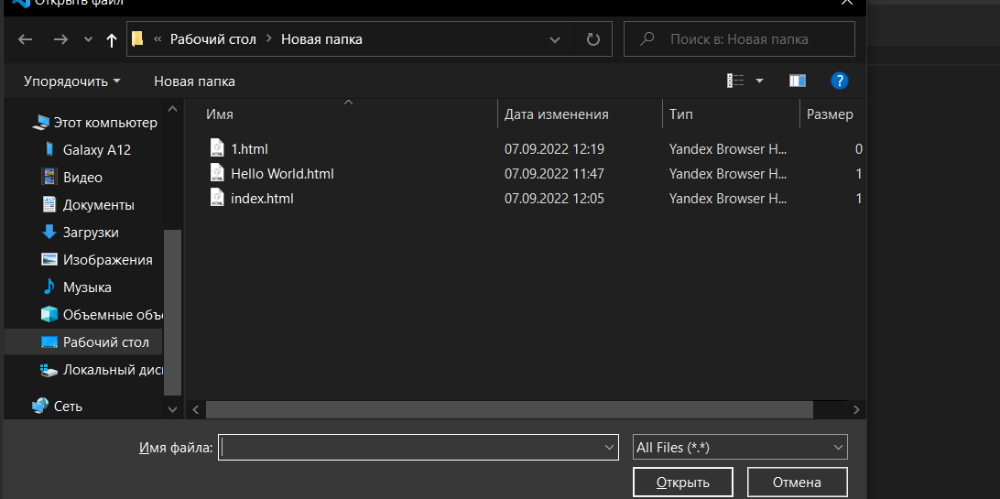 Открыть файл
« Рабочий стол › Новая папка
Поиск в: Новая папка
Упорядочить
Новая папка
?
Имя
Дата изменения
Тип
Размер
Этот компьютер
Galaxy A12
Видео
Документы
Загрузки
Изображения
Музыка
Объемные объ
Рабочий стол
Локальный дис
Сеть
1.html 07.09.2022 12:19 Yandex Browser H... 0
Hello World.html 07.09.2022 11:47 Yandex Browser H... 1
index.html 07.09.2022 12:05 Yandex Browser H... 1
Имя файла:
All Files (*.*)
Открыть
Отмена